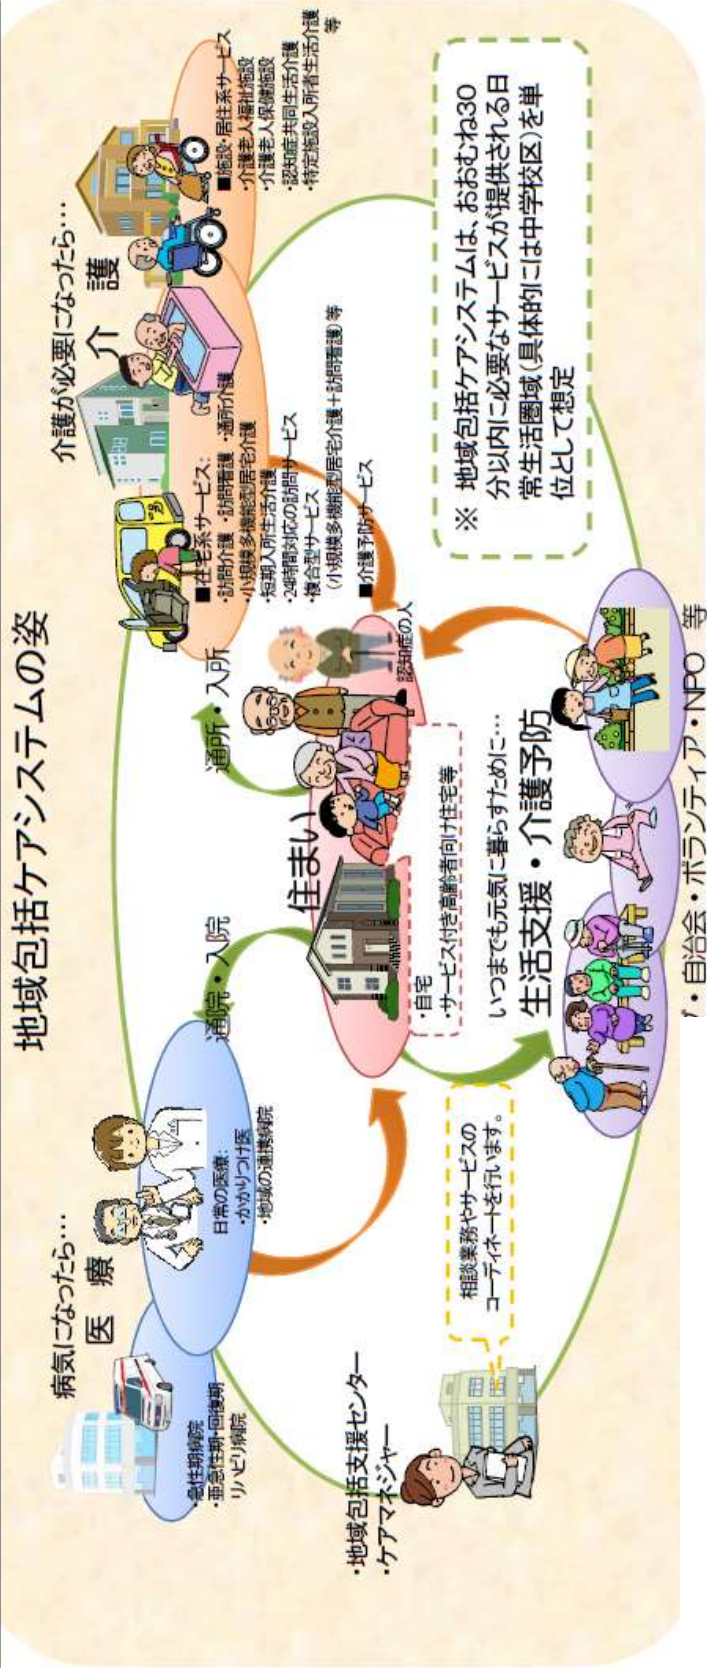 地域包括ケアシステムの姿
病気になったら…
医療
・急性期病院
・亜急性期・回復期
リハビリ病院
日常の医療:
・かかりつけ医
・地域の連携病院
通院・入院
通所・入所
介護が必要になったら…
介護
■在宅系サービス:
・訪問介護 ・訪問看護 ・通所介護
・小規模多機能型居宅介護
・短期入所生活介護
・24時間対応の訪問サービス
・複合型サービス
(小規模多機能型居宅介護+訪問看護)等
■介護予防サービス
■施設・居住系サービス
・介護老人福祉施設
・介護老人保健施設
・認知症共同生活介護
・特定施設入所者生活介護
等
住まい
認知症の人
・自宅
・サービス付き高齢者向け住宅等
・地域包括支援センター
・ケアマネジャー
相談業務やサービスの
コーディネートを行います。
いつまでも元気に暮らすために…
生活支援・介護予防
・自治会・ボランティア・NPO 等
※ 地域包括ケアシステムは、おおむね30
分以内に必要なサービスが提供される日
常生活圏域(具体的には中学校区)を単
位として想定